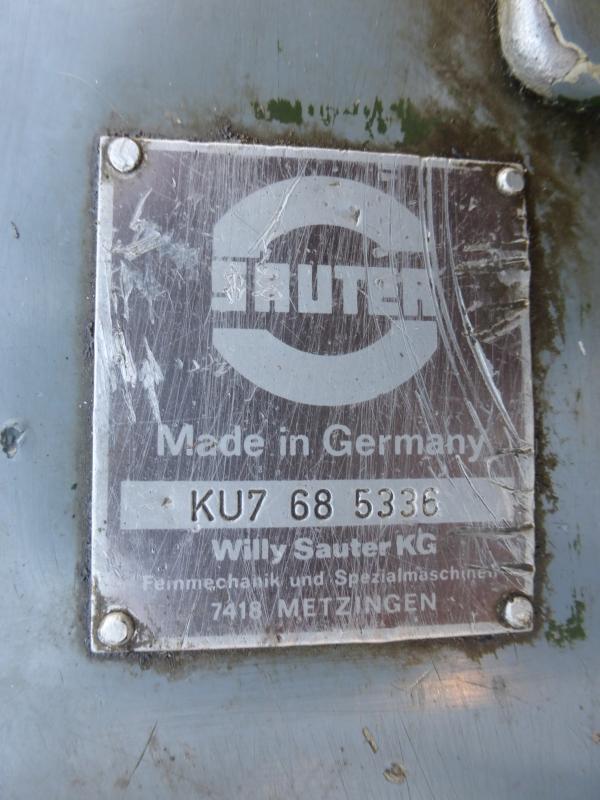 SAUTER
Made in Germany
KU7 68 5336
Willy Sauter KG
Feinmechanik und Spezialmaschinen
7418 METZINGEN